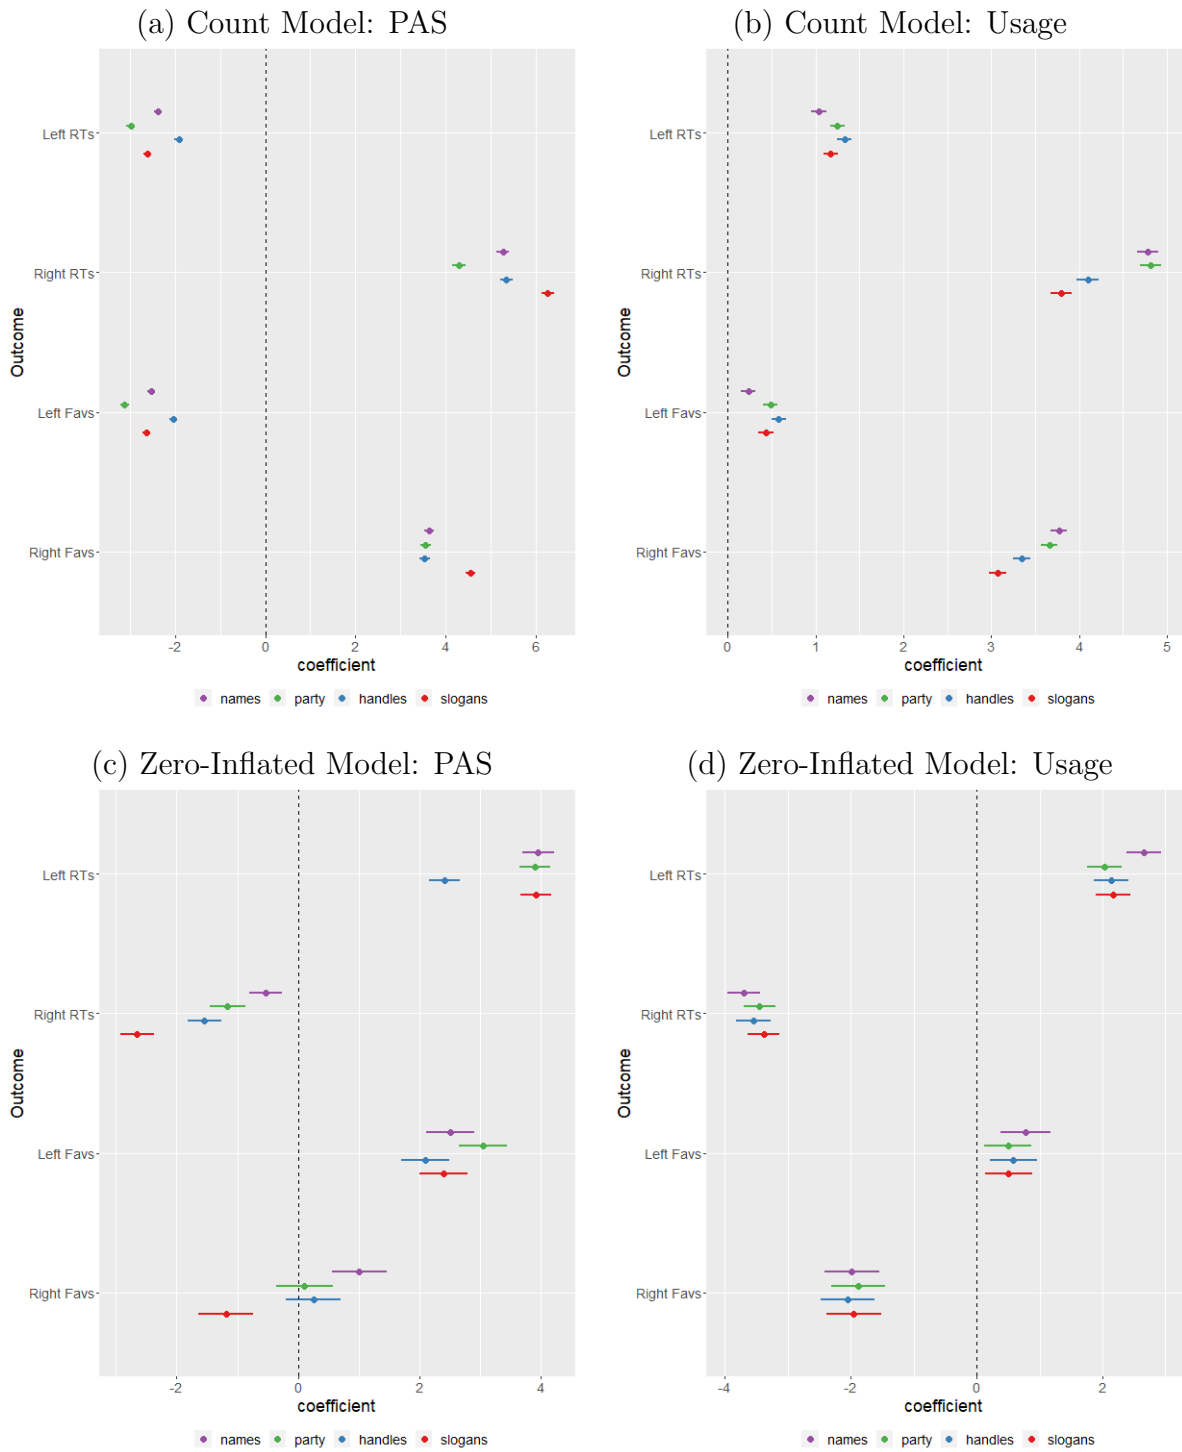 (a) Count Model: PAS
Outcome
Left RTs
Right RTs
Left Favs
Right Favs
-2 0 2 4 6
coefficient
names party handles slogans
(b) Count Model: Usage
Outcome
Left RTs
Right RTs
Left Favs
Right Favs
0 1 2 3 4 5
coefficient
names party handles slogans
(c) Zero-Inflated Model: PAS
Outcome
Left RTs
Right RTs
Left Favs
Right Favs
-2 0 2 4
coefficient
names party handles slogans
(d) Zero-Inflated Model: Usage
Outcome
Left RTs
Right RTs
Left Favs
Right Favs
-4 -2 0 2
coefficient
names party handles slogans